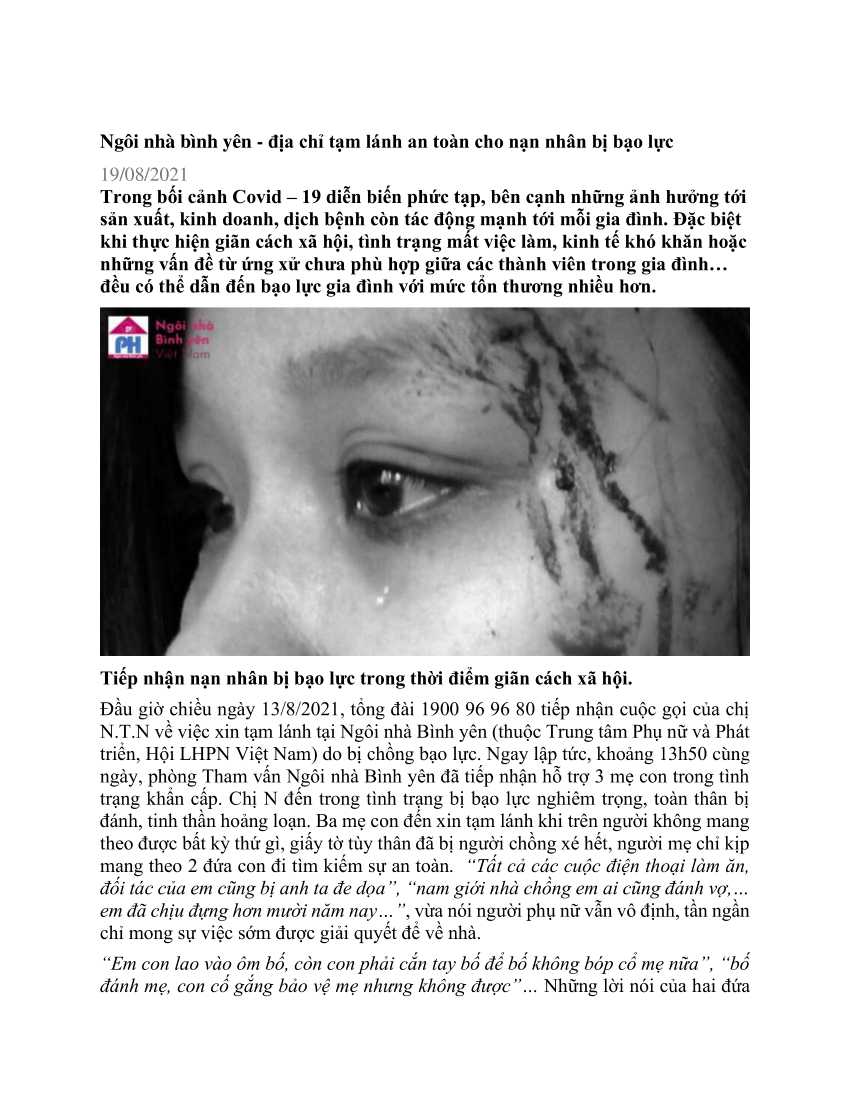 Ngôi nhà bình yên - địa chỉ tạm lánh an toàn cho nạn nhân bị bạo lực
19/08/2021
Trong bối cảnh Covid – 19 diễn biến phức tạp, bên cạnh những ảnh hưởng tới
sản xuất, kinh doanh, dịch bệnh còn tác động mạnh tới mỗi gia đình. Đặc biệt
khi thực hiện giãn cách xã hội, tình trạng mất việc làm, kinh tế khó khăn hoặc
những vấn đề từ ứng xử chưa phù hợp giữa các thành viên trong gia đình…
đều có thể dẫn đến bạo lực gia đình với mức tổn thương nhiều hơn.
PH
Ngôi nhà
Bình yên
Việt Nam
Tiếp nhận nạn nhân bị bạo lực trong thời điểm giãn cách xã hội.
Đầu giờ chiều ngày 13/8/2021, tổng đài 1900 96 96 80 tiếp nhận cuộc gọi của chị
N.T.N về việc xin tạm lánh tại Ngôi nhà Bình yên (thuộc Trung tâm Phụ nữ và Phát
triển, Hội LHPN Việt Nam) do bị chồng bạo lực. Ngay lập tức, khoảng 13h50 cùng
ngày, phòng Tham vấn Ngôi nhà Bình yên đã tiếp nhận hỗ trợ 3 mẹ con trong tình
trạng khẩn cấp. Chị N đến trong tình trạng bị bạo lực nghiêm trọng, toàn thân bị
đánh, tinh thần hoảng loạn. Ba mẹ con đến xin tạm lánh khi trên người không mang
theo được bất kỳ thứ gì, giấy tờ tùy thân đã bị người chồng xé hết, người mẹ chỉ kịp
mang theo 2 đứa con đi tìm kiếm sự an toàn. “Tất cả các cuộc điện thoại làm ăn,
đối tác của em cũng bị anh ta đe dọa”, “nam giới nhà chồng em ai cũng đánh vợ,…
em đã chịu đựng hơn mười năm nay…”, vừa nói người phụ nữ vẫn vô định, tần ngần
chỉ mong sự việc sớm được giải quyết để về nhà.
“Em con lao vào ôm bố, còn con phải cắn tay bố để bố không bóp cổ mẹ nữa”, “bố
đánh mẹ, con cố gắng bảo vệ mẹ nhưng không được”… Những lời nói của hai đứa